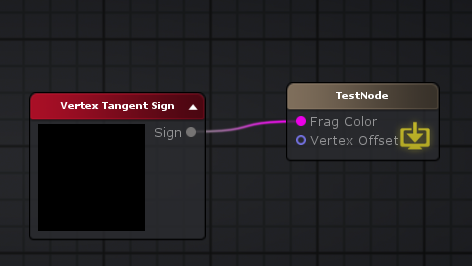 Vertex Tangent Sign
Sign
TestNode
Frag Color
Vertex Offset